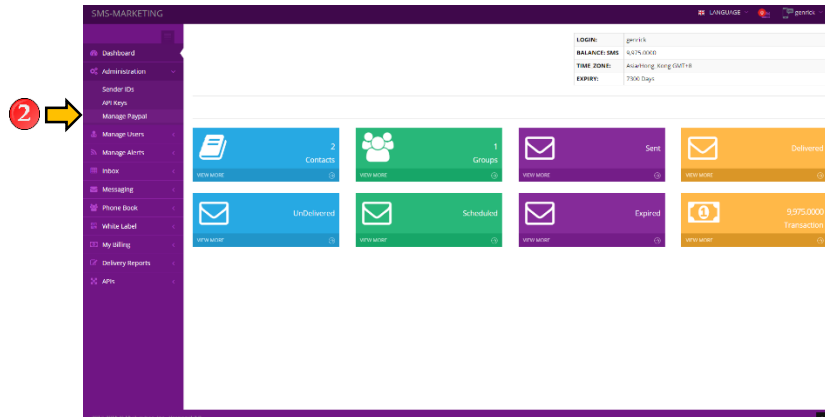 SMS-MARKETING
LANGUAGE
genrick
LOGIN: genrick
BALANCE: SMS 9,975.0000
TIME ZONE: Asia/Hong_Kong GMT+8
EXPIRY: 7300 Days
Dashboard
Administration
Sender IDs
API Keys
2
Manage Paypal
Manage Users
Manage Alerts
Inbox
Messaging
Phone Book
White Label
My Billing
Delivery Reports
APIs
2
Contacts
VIEW MORE
1
Groups
VIEW MORE
Sent
VIEW MORE
Delivered
VIEW MORE
UnDelivered
VIEW MORE
Scheduled
VIEW MORE
Expired
VIEW MORE
9,975.0000
Transaction
VIEW MORE